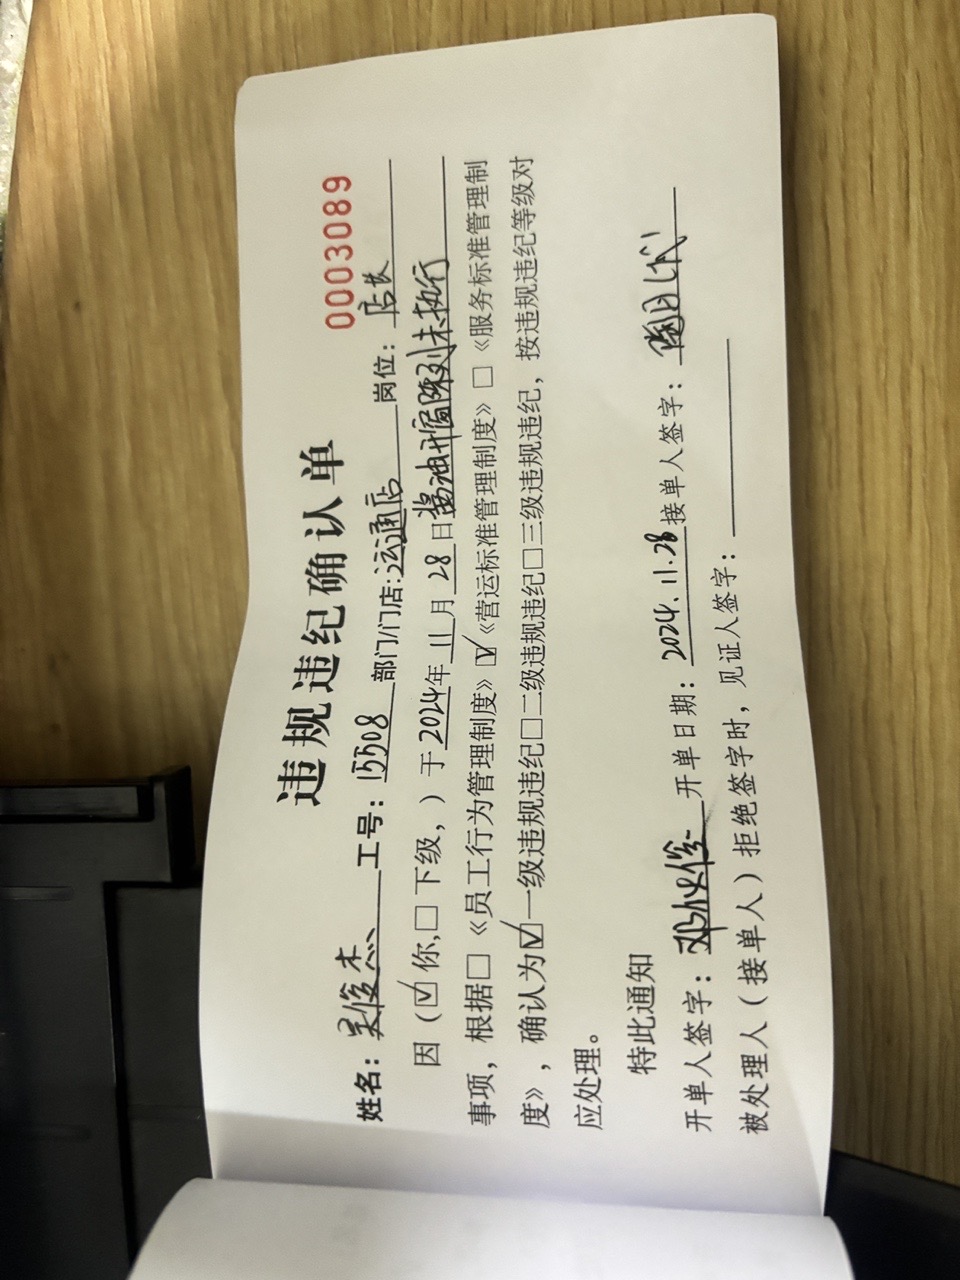 0003089
违规违纪确认单
姓名：吴俊杰 工号：15508 部门/门店：运通店 岗位：店长
因（☑你，□下级，）于2024年11月28日酱油开窗陈列未执行
事项，根据□《员工行为管理制度》☑《营运标准管理制度》□《服务标准管理制
度》，确认为☑一级违规违纪□二级违规违纪□三级违规违纪，按违规违纪等级对
应处理。
特此通知
开单人签字： 开单日期：2024.11.28 接单人签字：
被处理人（接单人）拒绝签字时，见证人签字：